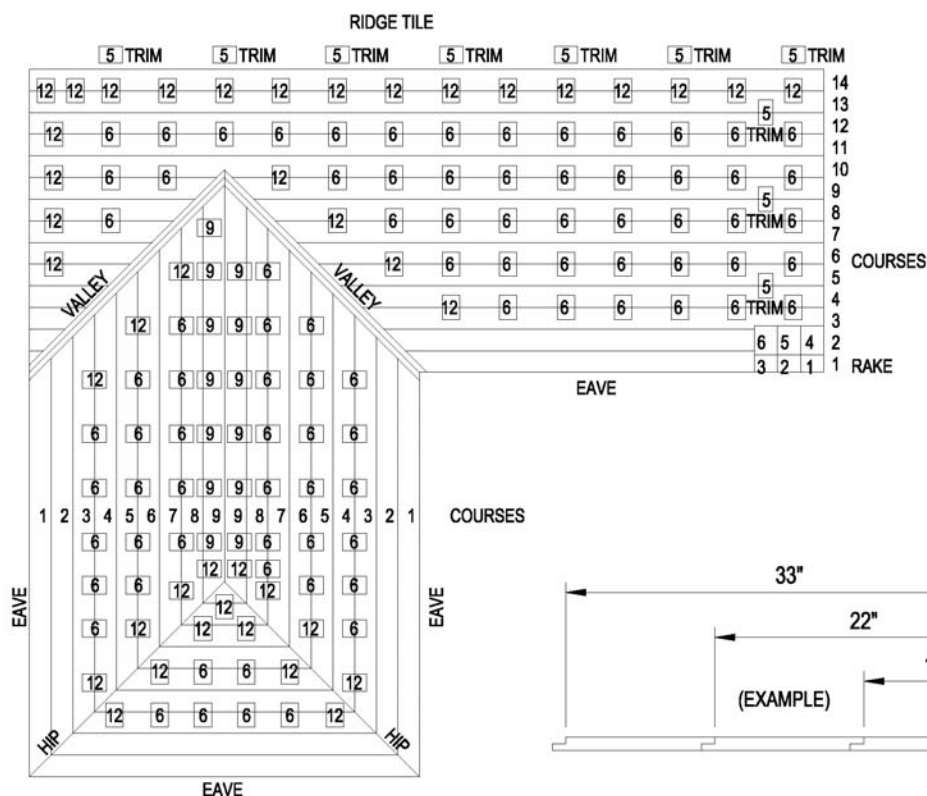 RIDGE TILE
5 TRIM 5 TRIM 5 TRIM 5 TRIM 5 TRIM 5 TRIM 5 TRIM
12 12 12 12 12 12 12 12 12 12 12 12 12 12 14
13
5
12 6 6 6 6 6 6 6 6 6 6 6 6 TRIM 6 12
11
12 6 6 12 6 6 6 6 6 6 6 6 6 10
9
5
12 6 9 12 6 6 6 6 6 6 6 6 TRIM 6 8
7
12 12 9 9 6 12 6 6 6 6 6 6 6 6 COURSES
VALLEY VALLEY
5
5
12 6 6 6 6 6 TRIM 6 4
12 6 9 9 6 6 3
6 5 4 2
3 2 1 1 RAKE
12 6 6 9 9 6 6 6
EAVE
6 6 6 9 9 6 6 6
6 6 6 9 9 6 6 6
1 2 3 4 5 6 7 8 9 9 8 7 6 5 4 3 2 1 COURSES
6 6 6 9 9 6 6 6
12 12 6
6 6 12 12 6 6
EAVE EAVE
12
6 12 12 12 12 6
12 6 6 12
12 12
12 6 6 6 6 12
HIP HIP
EAVE
33"
22"
(EXAMPLE)